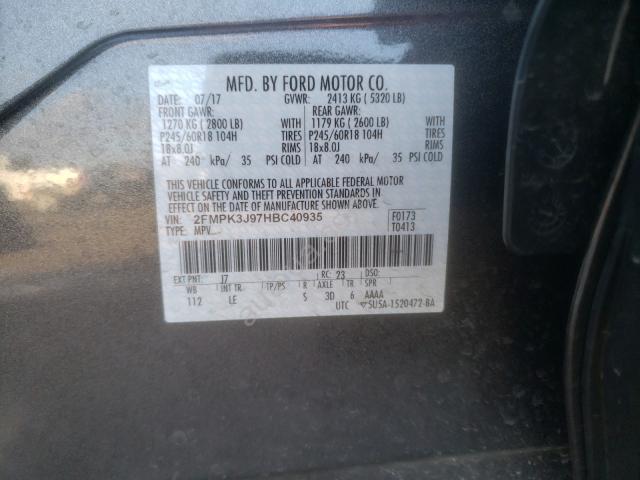 MFD. BY FORD MOTOR CO.
DATE: 07/17 GVWR: 2413 KG ( 5320 LB)
FRONT GAWR: REAR GAWR:
1270 KG ( 2800 LB) WITH 1179 KG ( 2600 LB) WITH
P245/60R18 104H TIRES P245/60R18 104H TIRES
18x8.0J RIMS 18x8.0J RIMS
AT 240 kPa/ 35 PSI COLD AT 240 kPa/ 35 PSI COLD
THIS VEHICLE CONFORMS TO ALL APPLICABLE FEDERAL MOTOR
VEHICLE SAFETY AND THEFT PREVENTION STANDARDS IN
EFFECT ON THE DATE OF MANUFACTURE SHOWN ABOVE.
VIN: 2FMPK3J97HBC40935 F0173
TYPE: MPV T0413
EXT PNT: J7 RC: 23 DSO:
WB INT TR. TP/PS R AXLE TR SPR
112 LE S 3D 6 AAAA
UTC ▽5U5A-1520472-BA